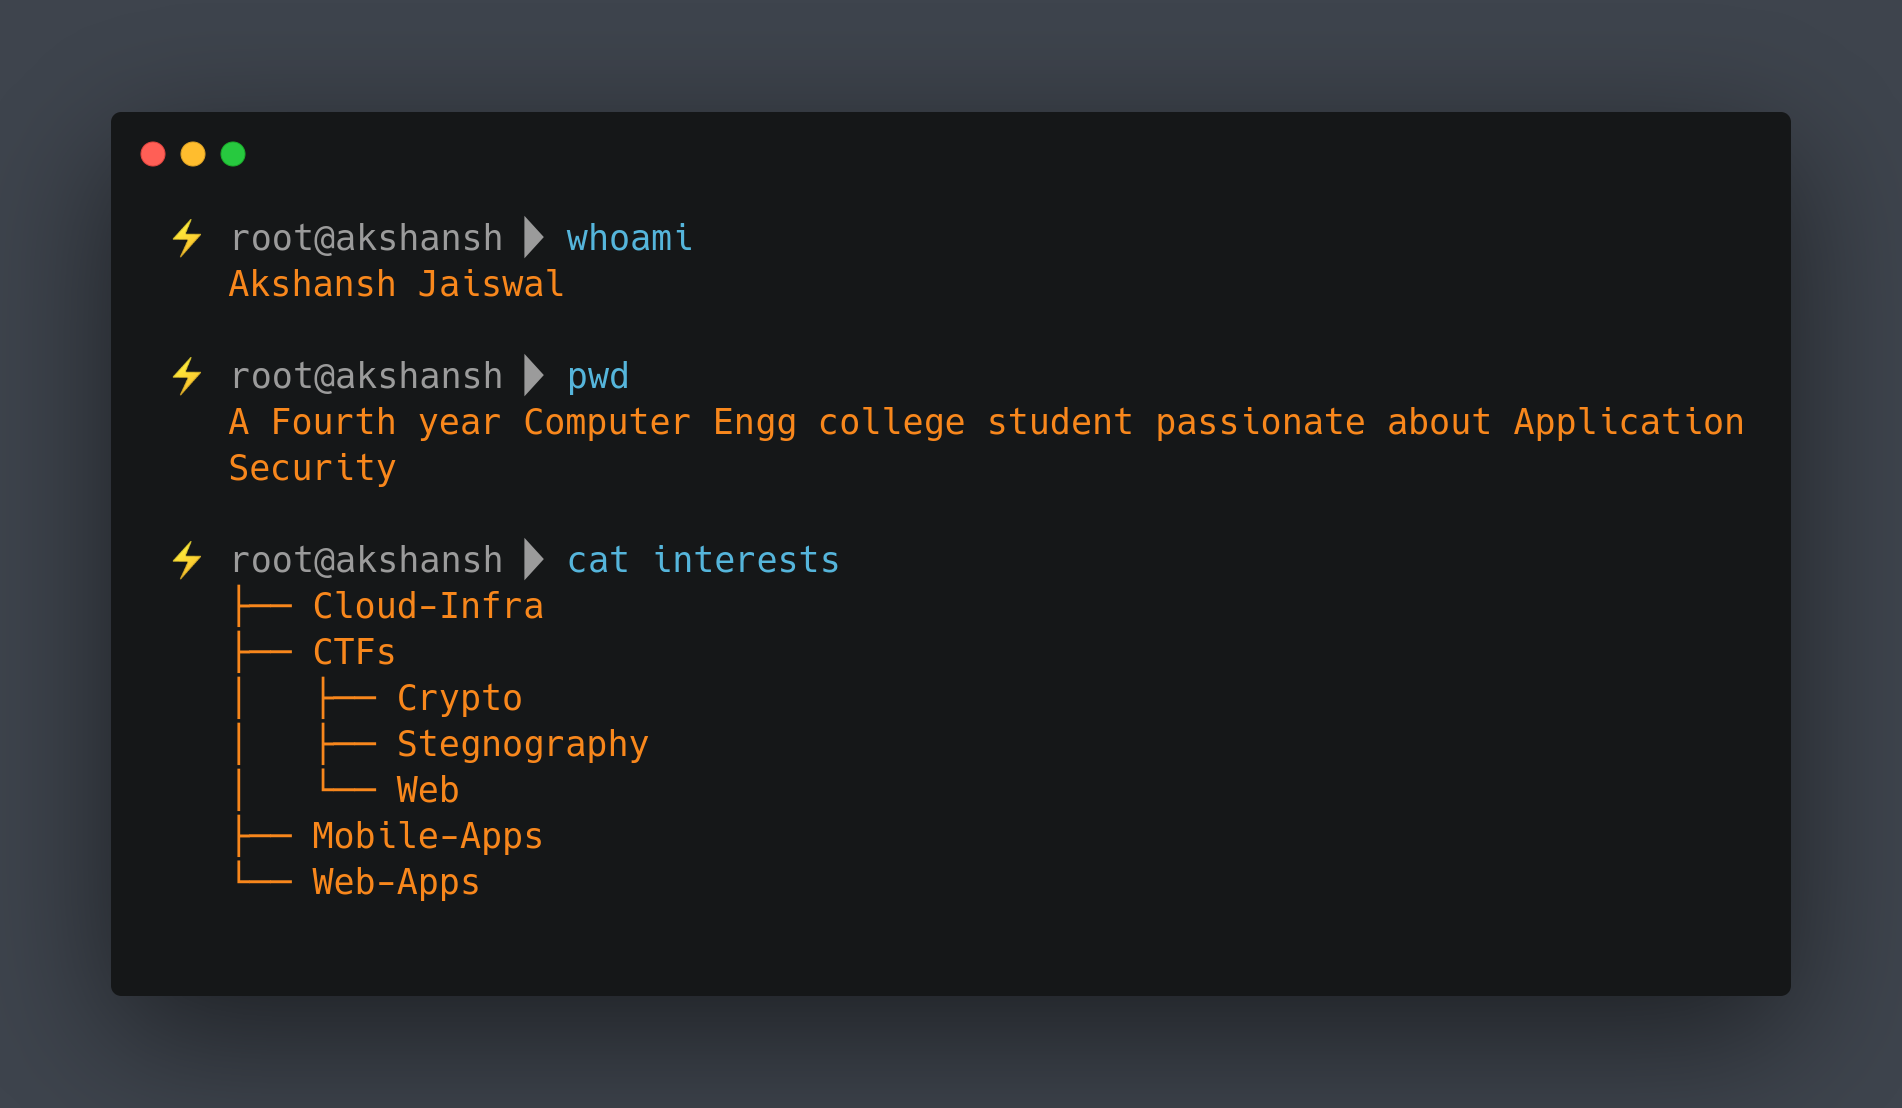 ⚡ root@akshansh ▶ whoami
Akshansh Jaiswal
⚡ root@akshansh ▶ pwd
A Fourth year Computer Engg college student passionate about Application
Security
⚡ root@akshansh ▶ cat interests
├── Cloud-Infra
├── CTFs
│   ├── Crypto
│   ├── Stegnography
│   └── Web
├── Mobile-Apps
└── Web-Apps